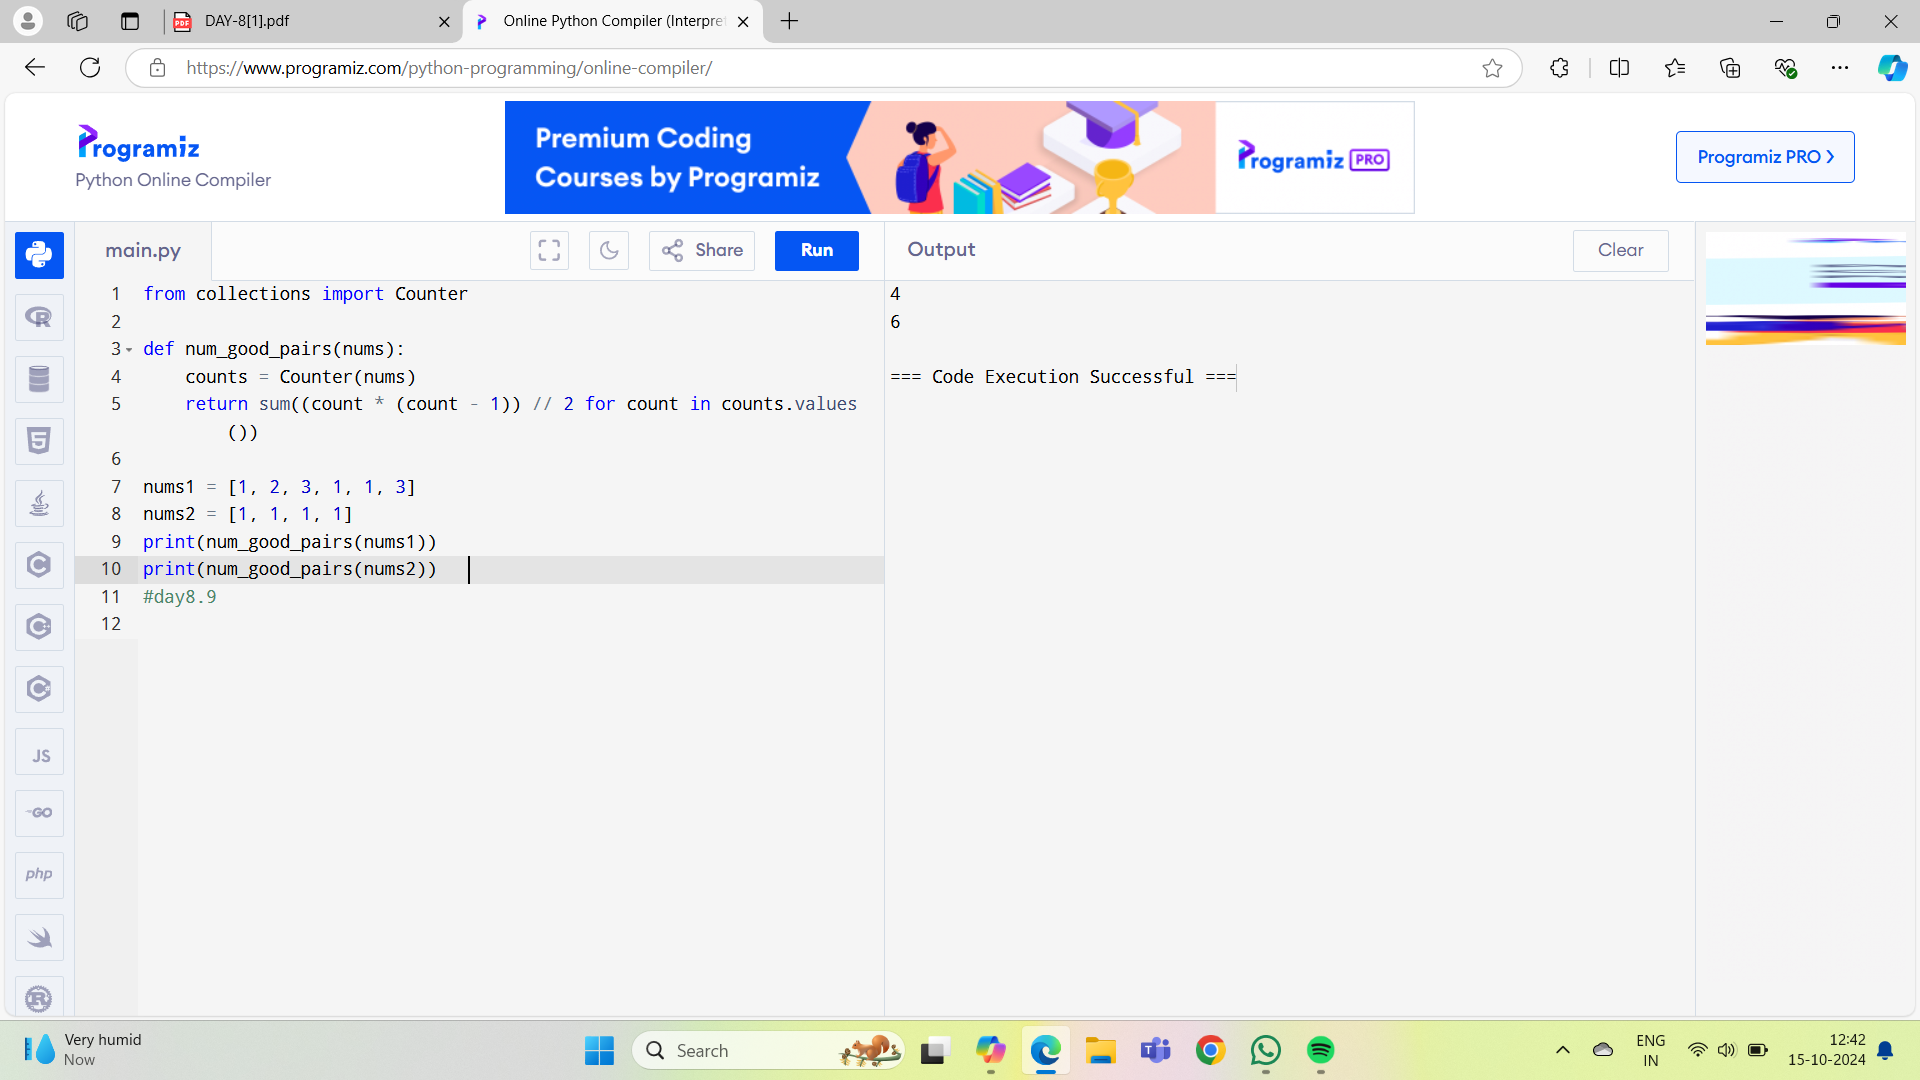 DAY-8[1].pdf
Online Python Compiler (Interpre
https://www.programiz.com/python-programming/online-compiler/
Programiz
Python Online Compiler
Premium Coding
Courses by Programiz
Programiz PRO
Programiz PRO
main.py
Share
Run
Output
Clear
1 from collections import Counter
2
3 def num_good_pairs(nums):
4 counts = Counter(nums)
5 return sum((count * (count - 1)) // 2 for count in counts.values
())
6
7 nums1 = [1, 2, 3, 1, 1, 3]
8 nums2 = [1, 1, 1, 1]
9 print(num_good_pairs(nums1))
10 print(num_good_pairs(nums2))
11 #day8.9
12
4
6
=== Code Execution Successful ===
JS
GO
php
Very humid
Now
Search
ENG
IN
12:42
15-10-2024